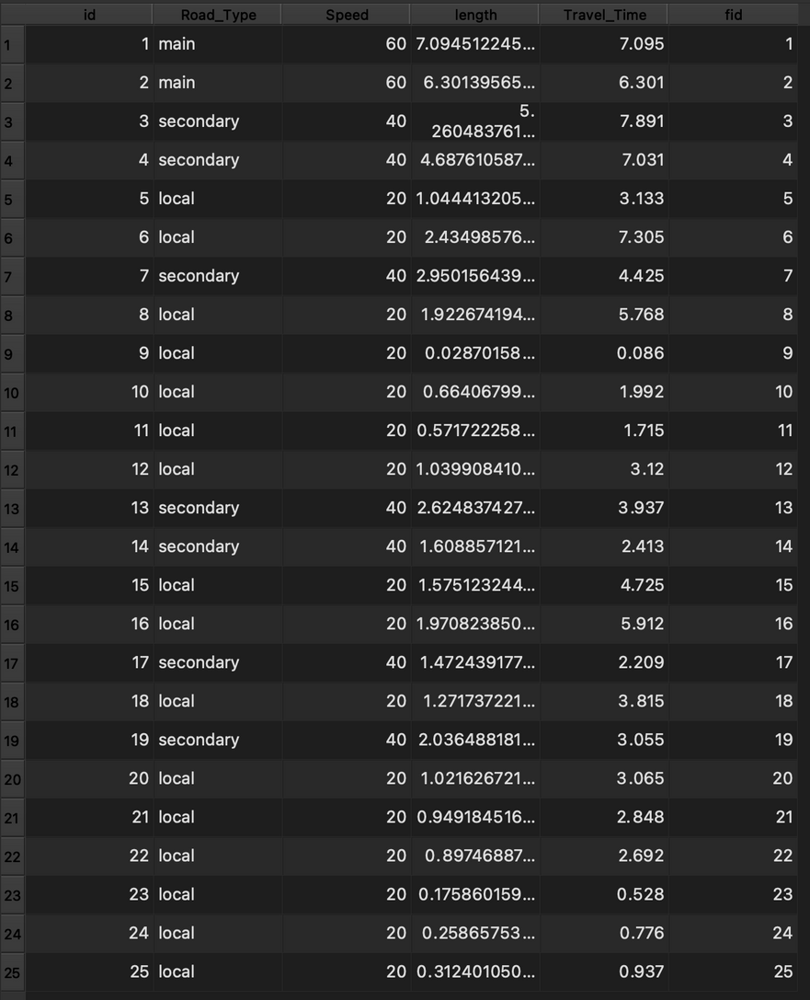 id Road_Type Speed length Travel_Time fid
1 1 main 60 7.094512245... 7.095 1
2 2 main 60 6.30139565... 6.301 2
3 3 secondary 40 5. 260483761... 7.891 3
4 4 secondary 40 4.687610587... 7.031 4
5 5 local 20 1.044413205... 3.133 5
6 6 local 20 2.43498576... 7.305 6
7 7 secondary 40 2.950156439... 4.425 7
8 8 local 20 1.922674194... 5.768 8
9 9 local 20 0.02870158... 0.086 9
10 10 local 20 0.66406799... 1.992 10
11 11 local 20 0.571722258... 1.715 11
12 12 local 20 1.039908410... 3.12 12
13 13 secondary 40 2.624837427... 3.937 13
14 14 secondary 40 1.608857121... 2.413 14
15 15 local 20 1.575123244... 4.725 15
16 16 local 20 1.970823850... 5.912 16
17 17 secondary 40 1.472439177... 2.209 17
18 18 local 20 1.271737221... 3.815 18
19 19 secondary 40 2.036488181... 3.055 19
20 20 local 20 1.021626721... 3.065 20
21 21 local 20 0.949184516... 2.848 21
22 22 local 20 0.89746887... 2.692 22
23 23 local 20 0.175860159... 0.528 23
24 24 local 20 0.25865753... 0.776 24
25 25 local 20 0.312401050... 0.937 25